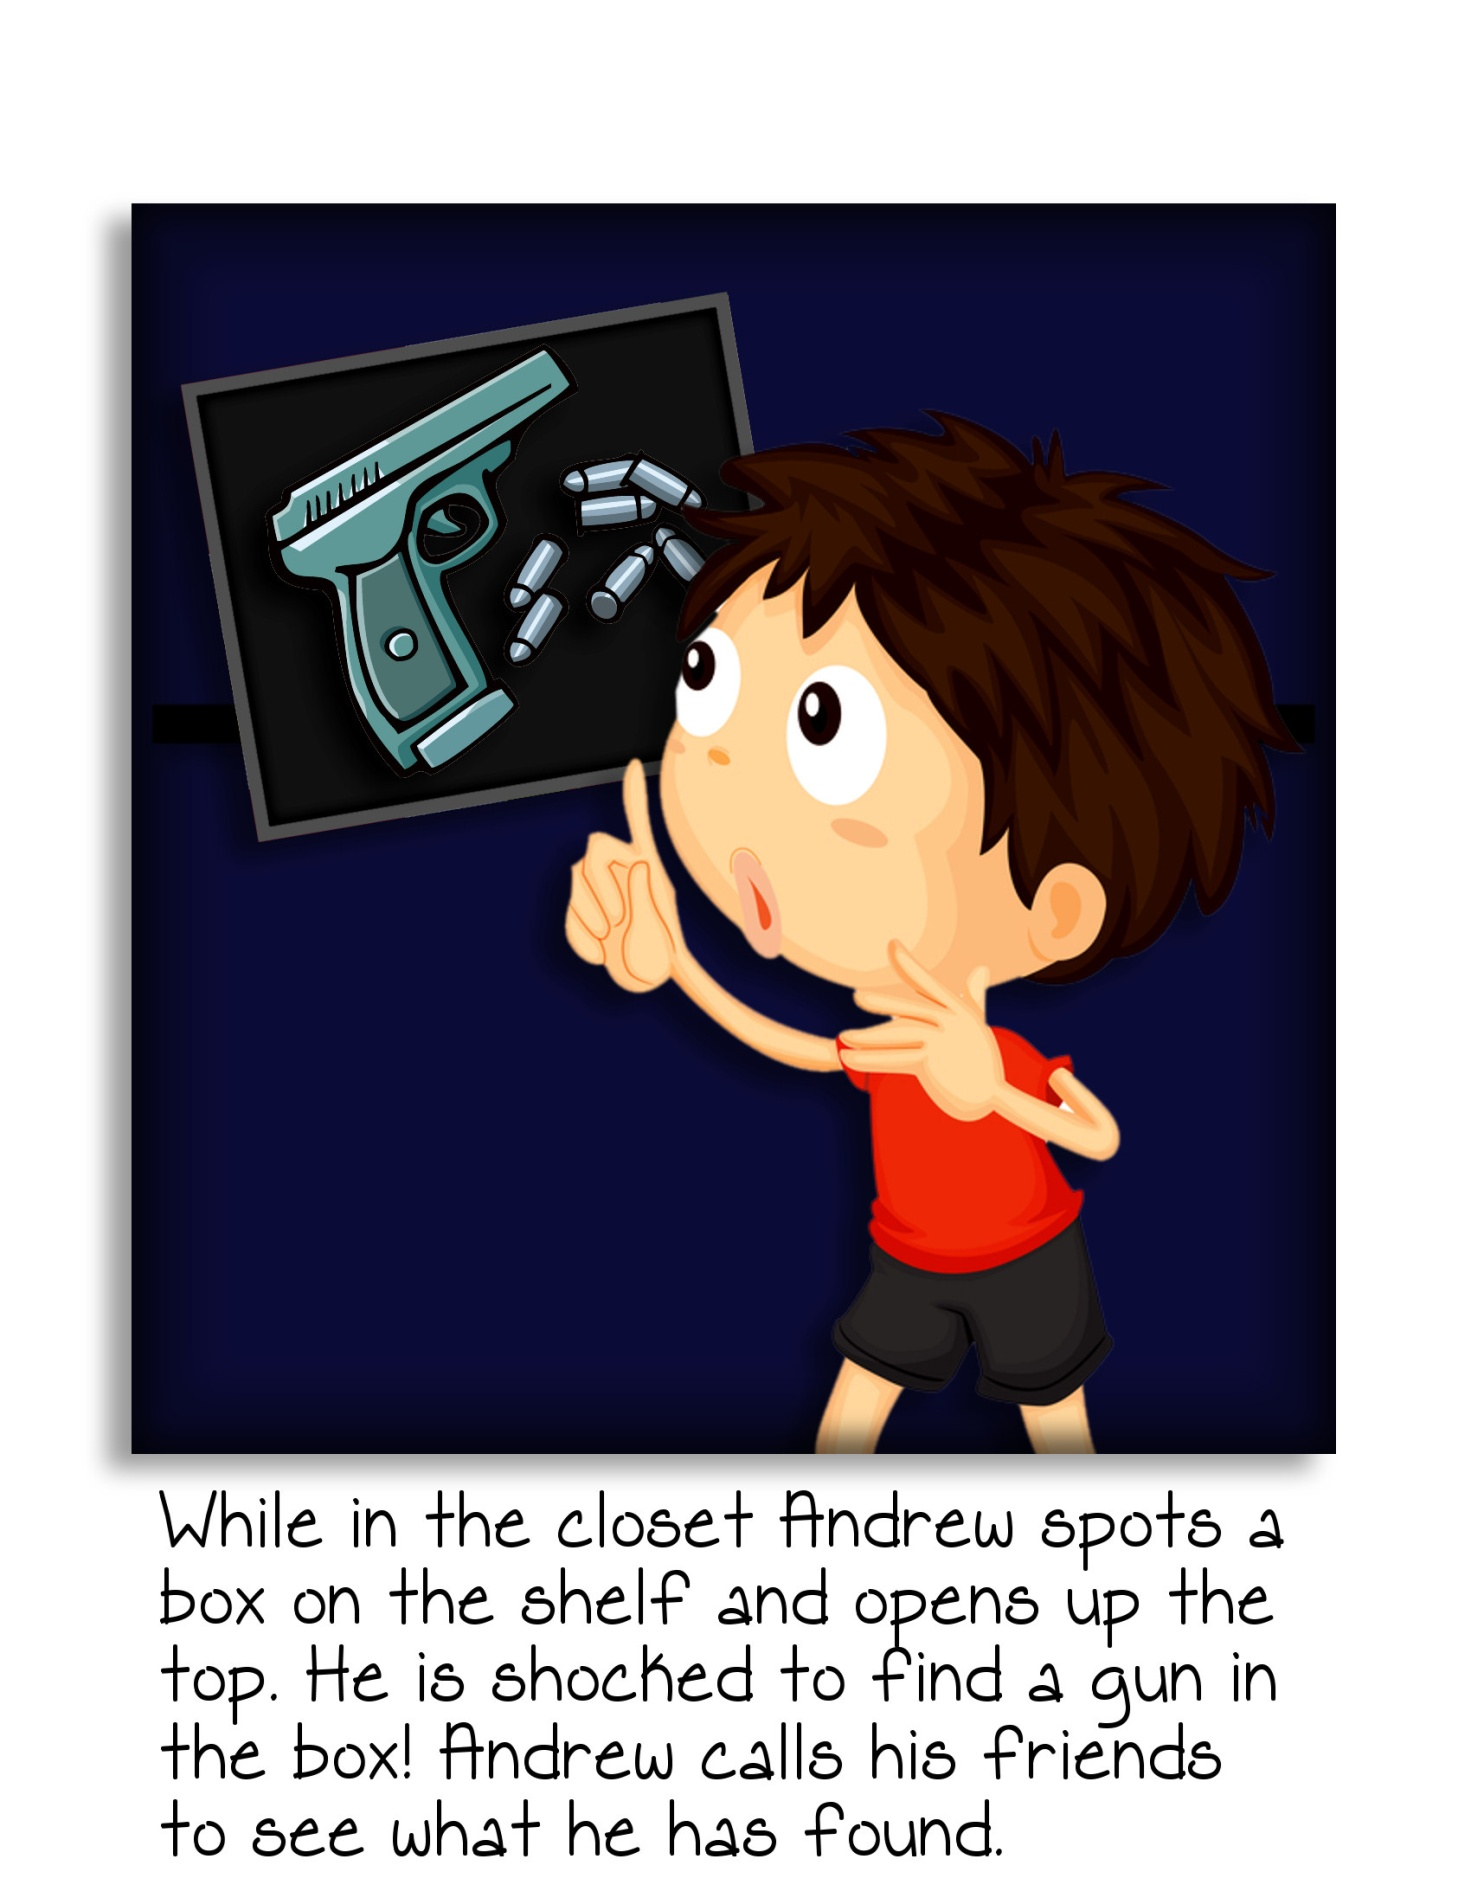 While in the closet Andrew spots a
box on the shelf and opens up the
top. He is shocked to find a gun in
the box! Andrew calls his friends
to see what he has found.